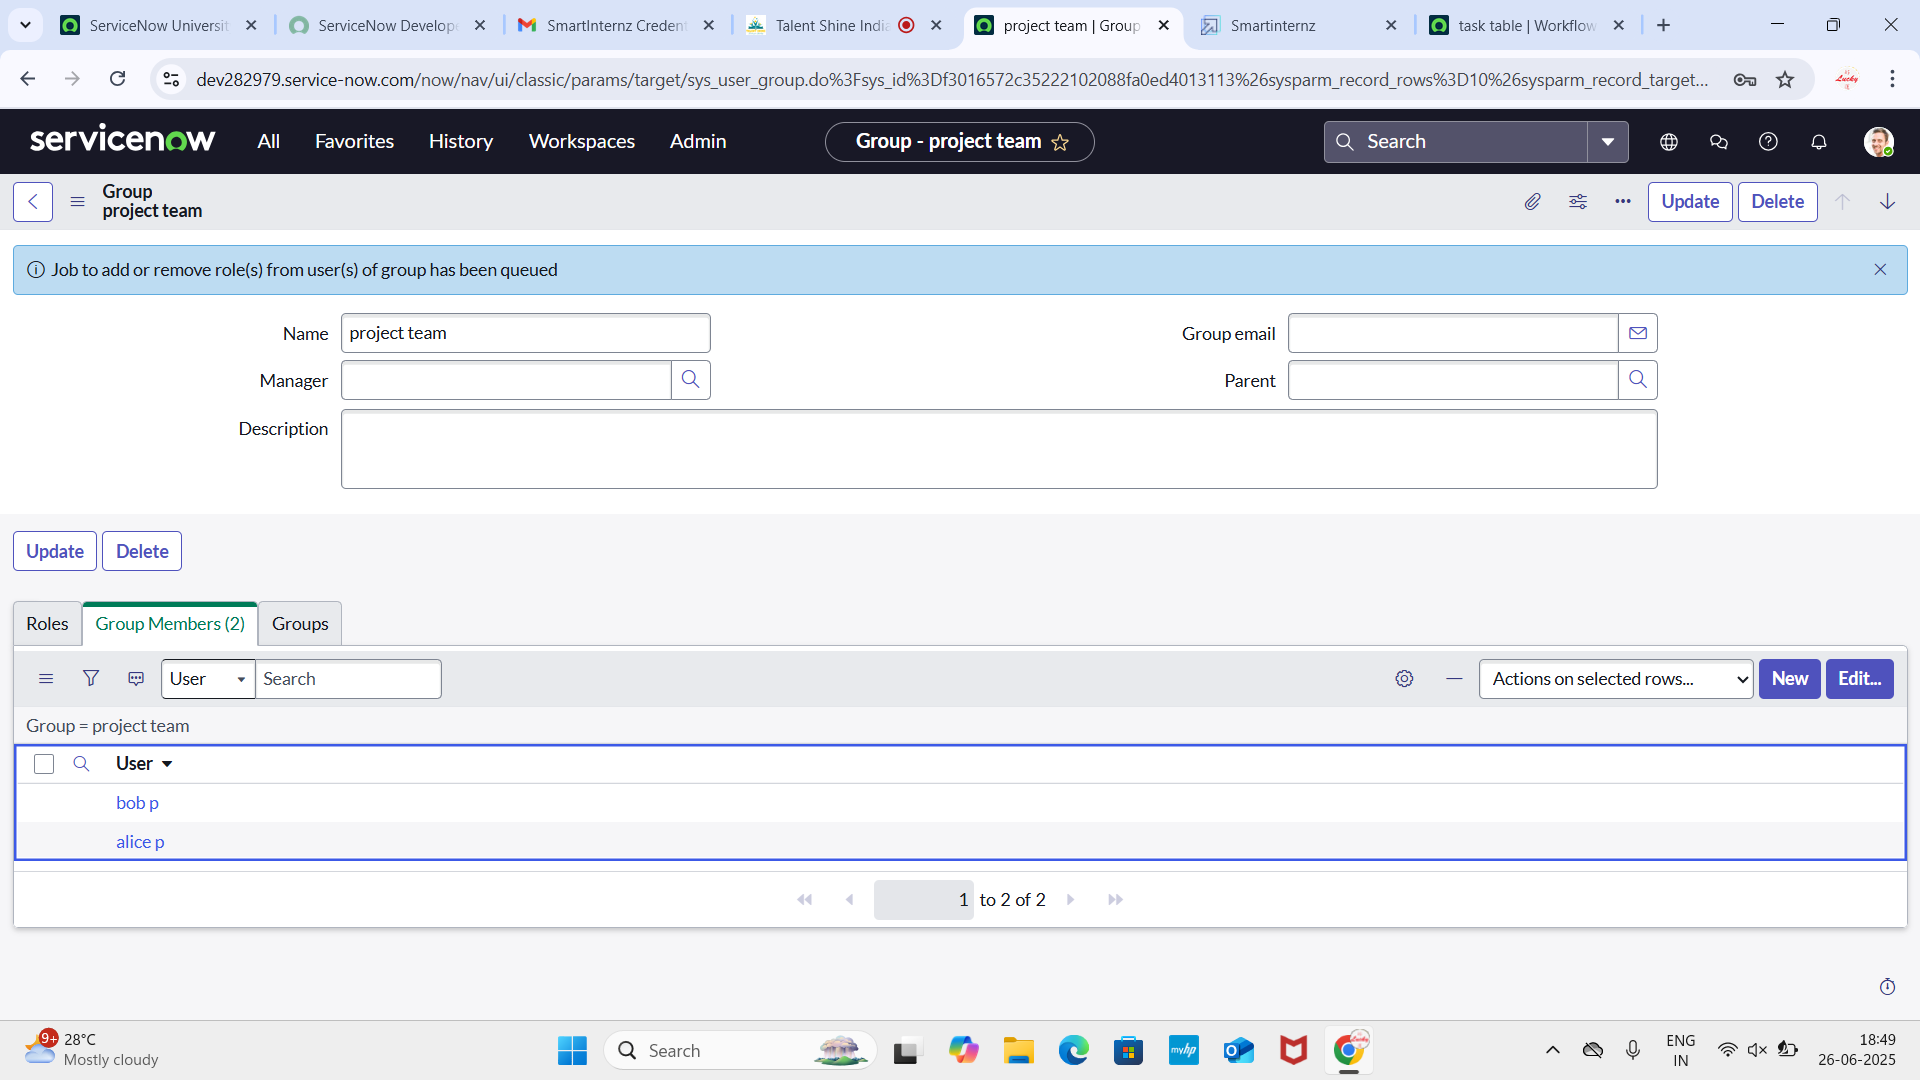 ServiceNow Universit
ServiceNow Develope
SmartInternz Credent
Talent Shine India
project team | Group
Smartinternz
task table | Workflow
dev282979.service-now.com/now/nav/ui/classic/params/target/sys_user_group.do%3Fsys_id%3Df3016572c35222102088fa0ed4013113%26sysparm_record_rows%3D10%26sysparm_record_target...
Lucky
servicenow
All
Favorites
History
Workspaces
Admin
Group - project team
Search
Group
project team
Update
Delete
Job to add or remove role(s) from user(s) of group has been queued
Name
project team
Group email
Manager
Parent
Description
Update
Delete
Roles
Group Members (2)
Groups
User
Search
Actions on selected rows...
New
Edit...
Group = project team
User
bob p
alice p
1 to 2 of 2
9+
28°C
Mostly cloudy
Search
myhp
Lucky
ENG
IN
18:49
26-06-2025